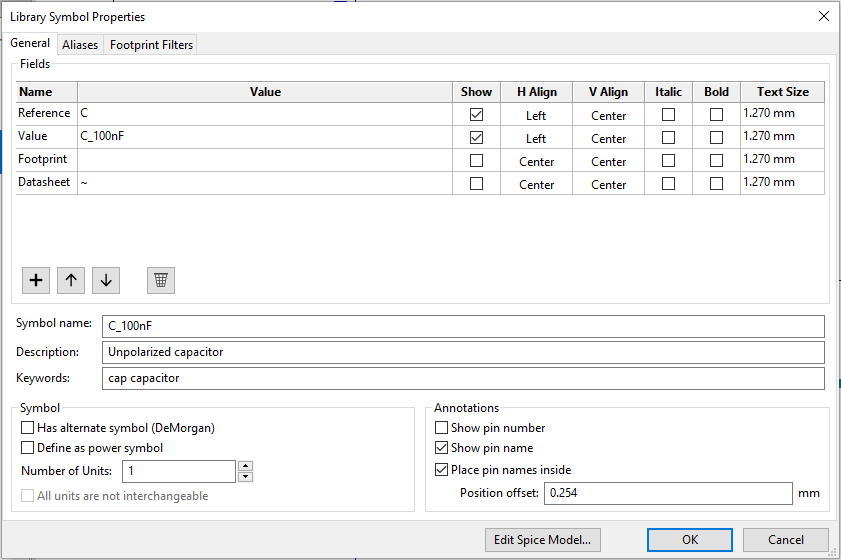 Library Symbol Properties
General Aliases Footprint Filters
Fields
Name Value Show H Align V Align Italic Bold Text Size
Reference C Left Center 1.270 mm
Value C_100nF Left Center 1.270 mm
Footprint Center Center 1.270 mm
Datasheet ~ Center Center 1.270 mm
Symbol name: C_100nF
Description: Unpolarized capacitor
Keywords: cap capacitor
Symbol
Has alternate symbol (DeMorgan)
Define as power symbol
Number of Units: 1
All units are not interchangeable
Annotations
Show pin number
Show pin name
Place pin names inside
Position offset: 0.254 mm
Edit Spice Model... OK Cancel